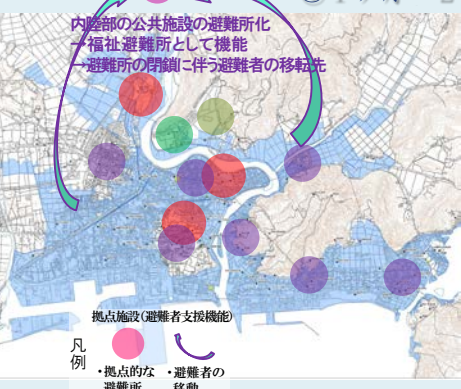 内陸部の公共施設の避難所化
→福祉避難所として機能
→避難所の閉鎖に伴う避難者の移転先
拠点施設(避難者支援機能)
凡例
・拠点的な避難所
・避難者の移動